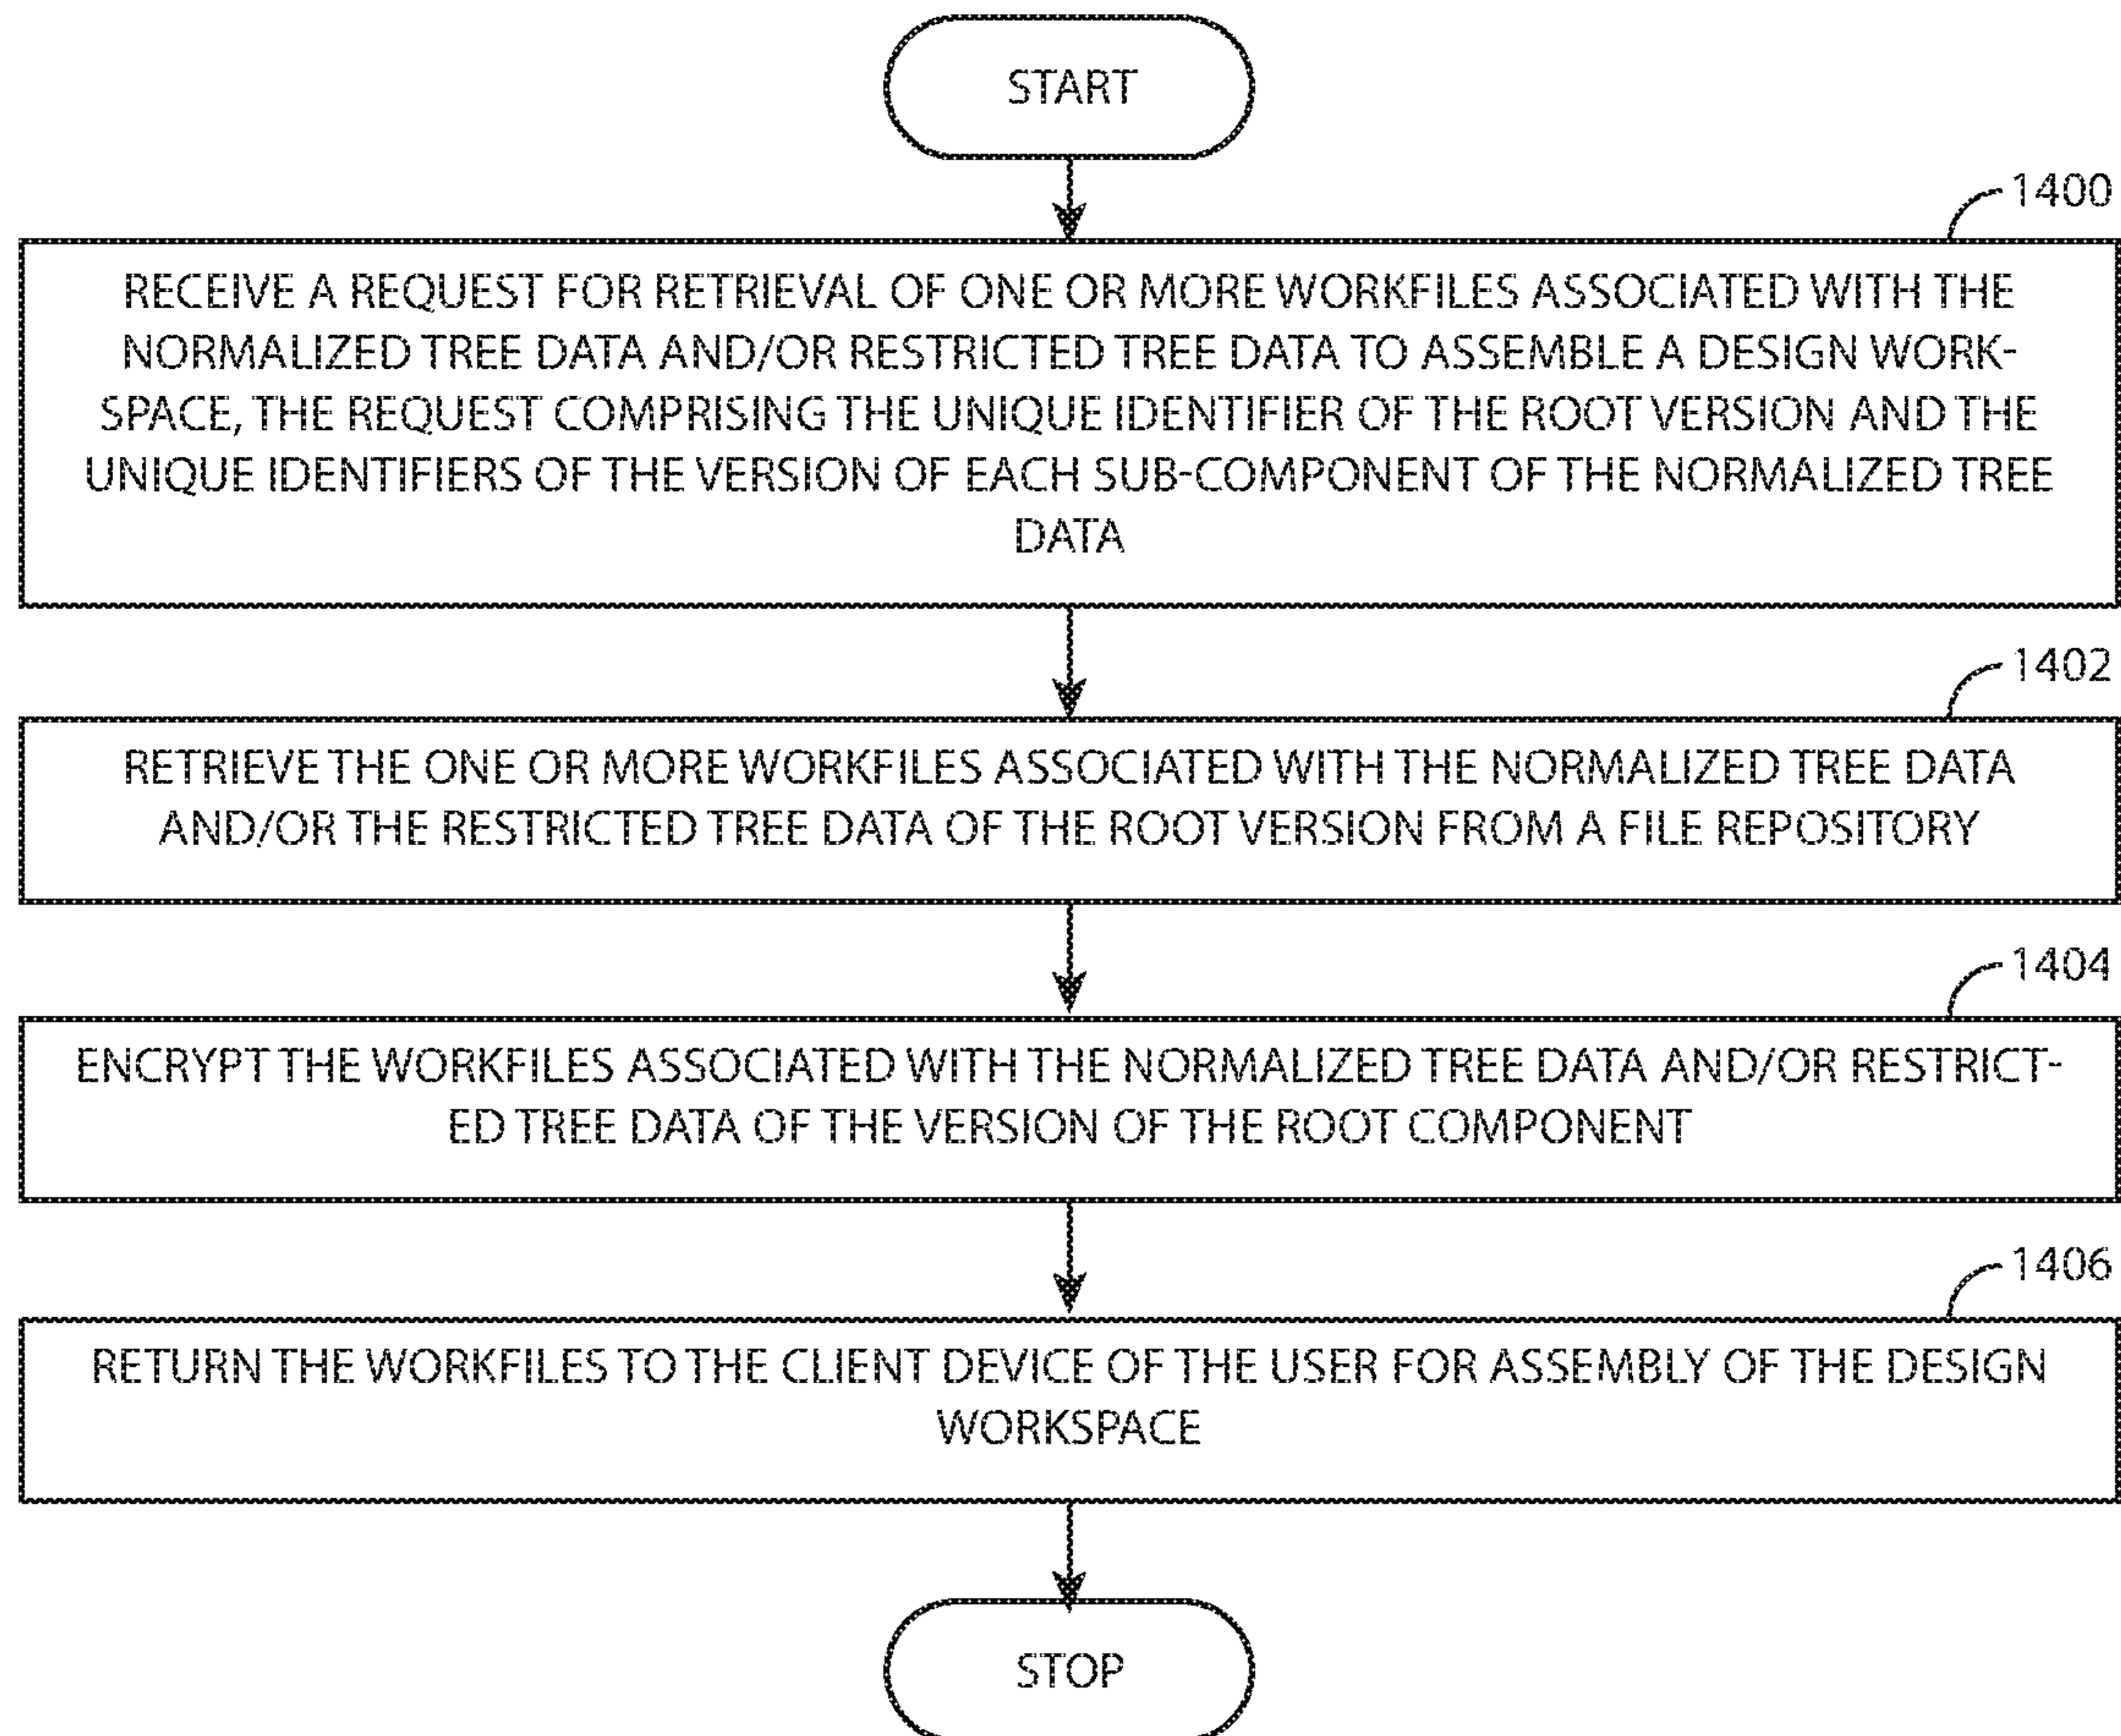 START
1400
RECEIVE A REQUEST FOR RETRIEVAL OF ONE OR MORE WORKFILES ASSOCIATED WITH THE
NORMALIZED TREE DATA AND/OR RESTRICTED TREE DATA TO ASSEMBLE A DESIGN WORK-
SPACE, THE REQUEST COMPRISING THE UNIQUE IDENTIFIER OF THE ROOT VERSION AND THE
UNIQUE IDENTIFIERS OF THE VERSION OF EACH SUB-COMPONENT OF THE NORMALIZED TREE
DATA
1402
RETRIEVE THE ONE OR MORE WORKFILES ASSOCIATED WITH THE NORMALIZED TREE DATA
AND/OR THE RESTRICTED TREE DATA OF THE ROOT VERSION FROM A FILE REPOSITORY
1404
ENCRYPT THE WORKFILES ASSOCIATED WITH THE NORMALIZED TREE DATA AND/OR RESTRICT-
ED TREE DATA OF THE VERSION OF THE ROOT COMPONENT
1406
RETURN THE WORKFILES TO THE CLIENT DEVICE OF THE USER FOR ASSEMBLY OF THE DESIGN
WORKSPACE
STOP